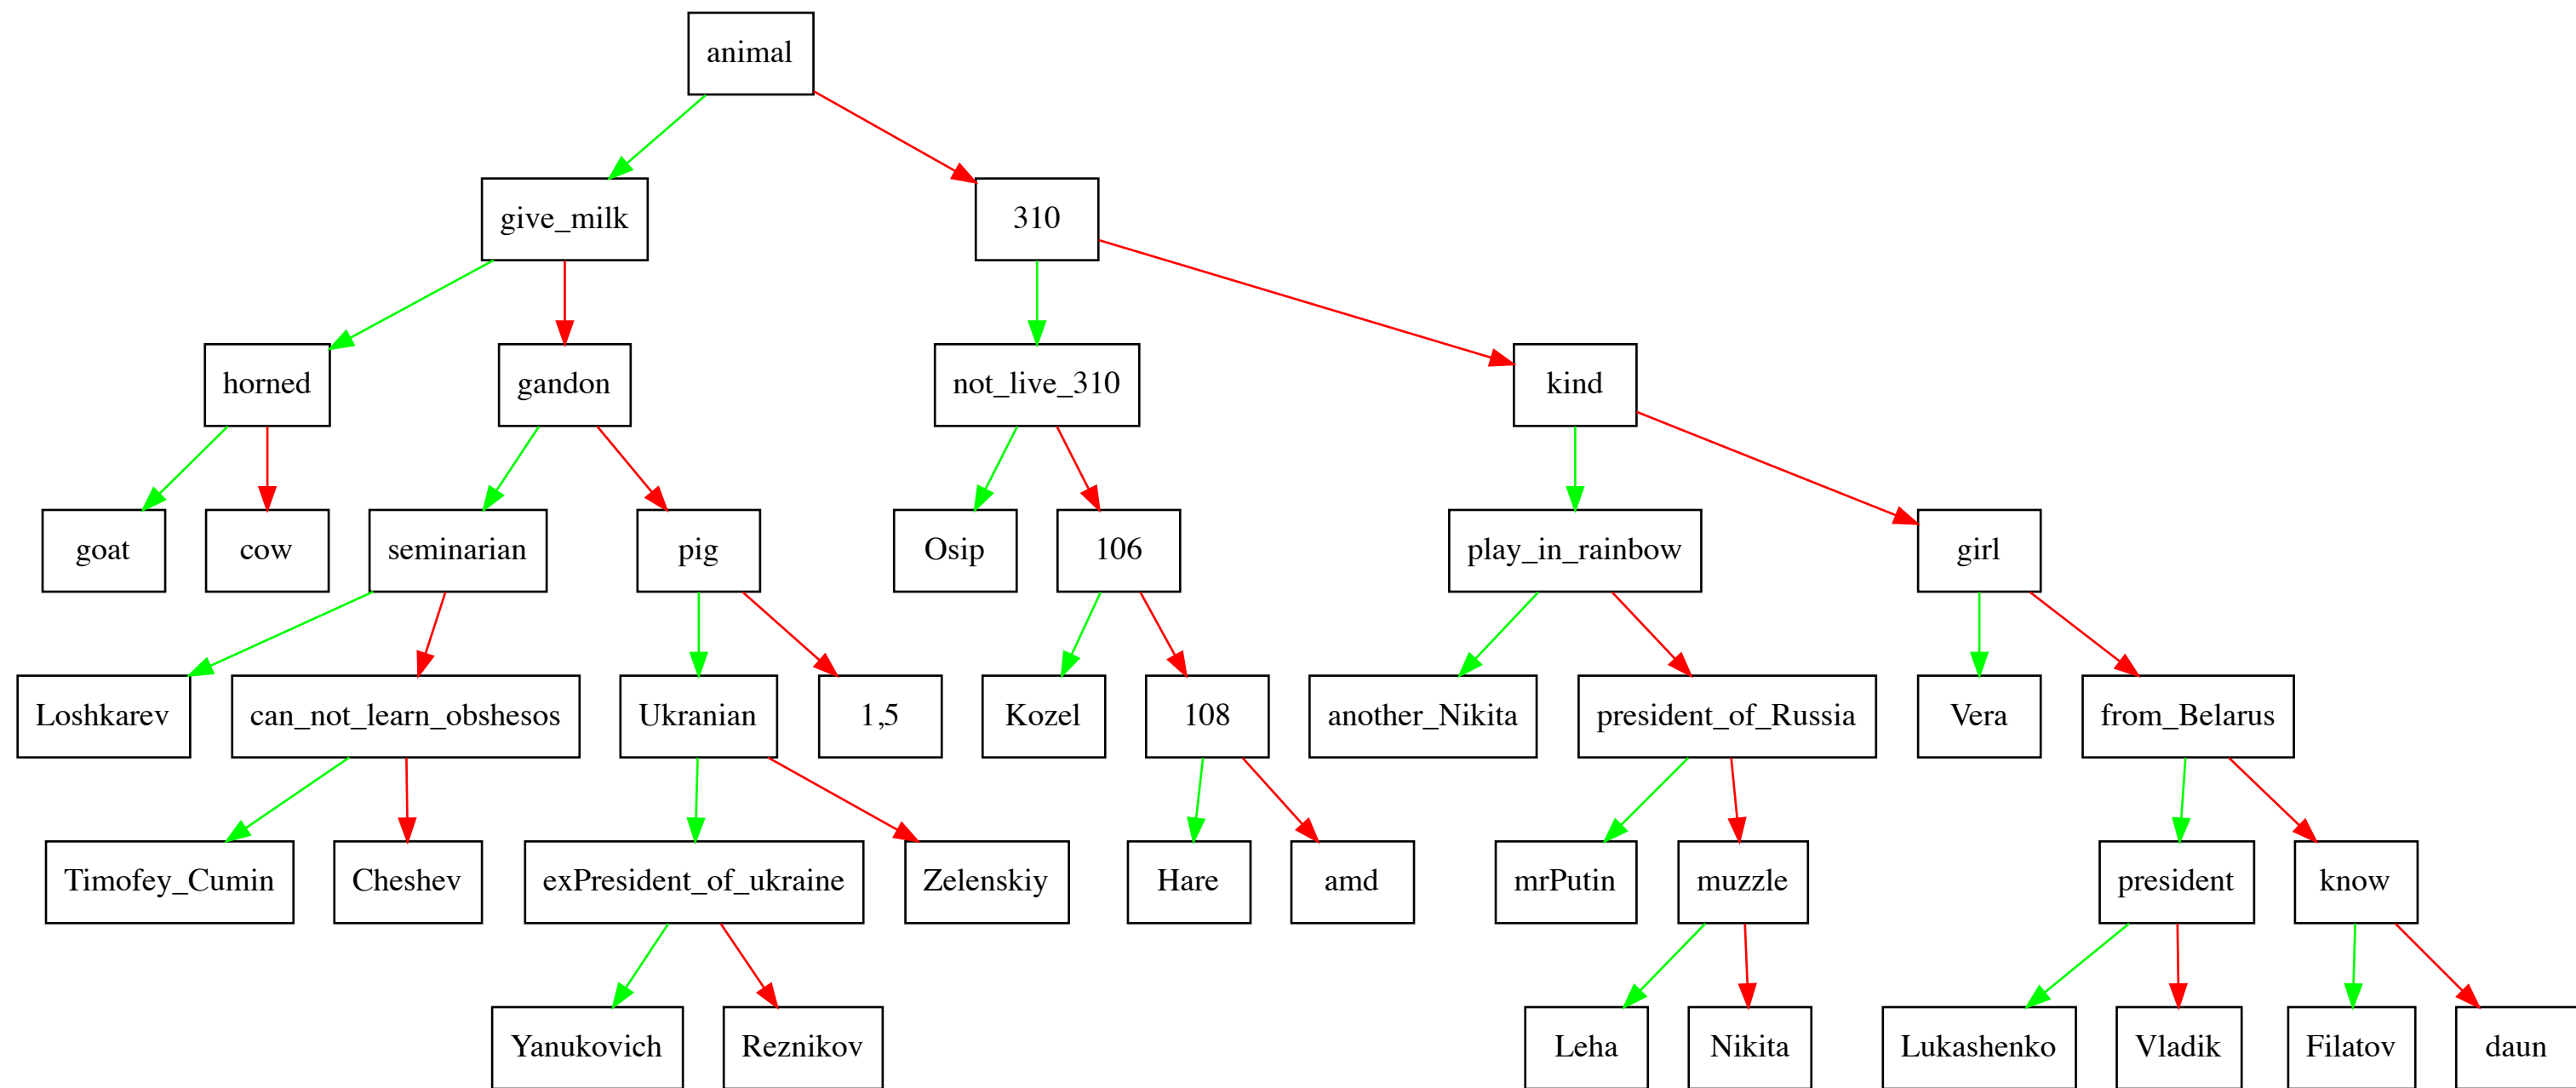 animal
give_milk
310
horned
gandon
not_live_310
kind
goat
cow
seminarian
pig
Osip
106
play_in_rainbow
girl
Loshkarev
can_not_learn_obshesos
Ukranian
1,5
Kozel
108
another_Nikita
president_of_Russia
Vera
from_Belarus
Timofey_Cumin
Cheshev
exPresident_of_ukraine
Zelenskiy
Hare
amd
mrPutin
muzzle
president
know
Yanukovich
Reznikov
Leha
Nikita
Lukashenko
Vladik
Filatov
daun